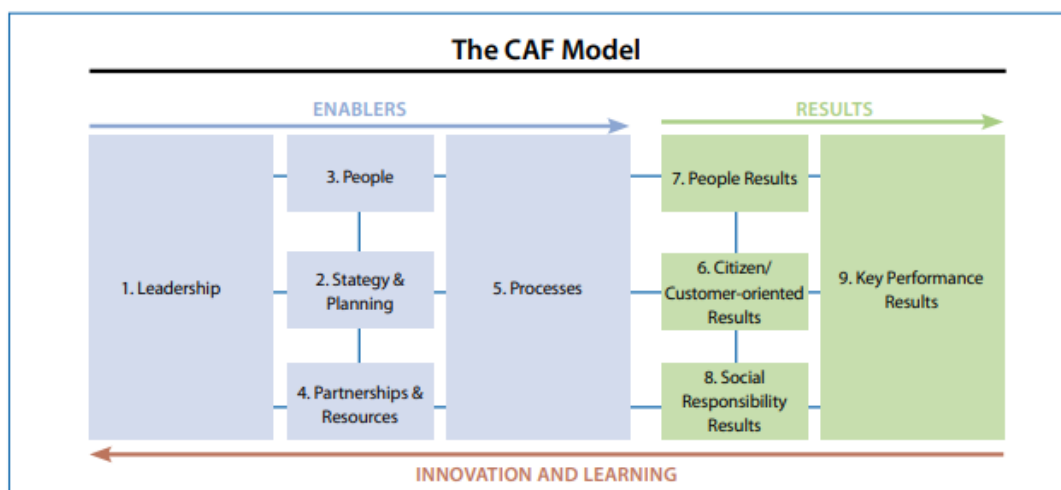 The CAF Model
ENABLERS
RESULTS
1. Leadership
3. People
2. Stategy &
Planning
4. Partnerships &
Resources
5. Processes
7. People Results
6. Citizen/
Customer-oriented
Results
8. Social
Responsibility
Results
9. Key Performance
Results
INNOVATION AND LEARNING